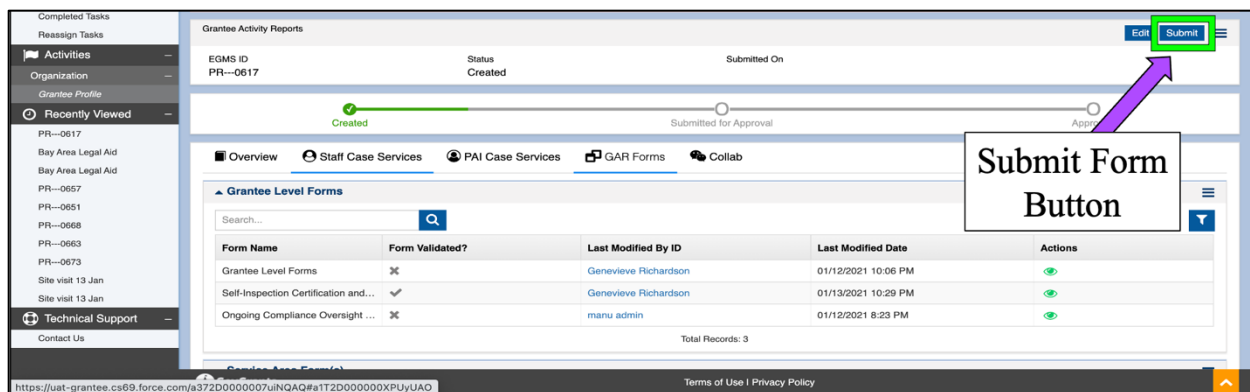 Completed Tasks
Reassign Tasks
Activities
Organization
Grantee Profile
Recently Viewed
PR---0617
Bay Area Legal Aid
Bay Area Legal Aid
PR---0657
PR---0651
PR---0668
PR---0663
PR---0673
Site visit 13 Jan
Site visit 13 Jan
Technical Support
Contact Us
Grantee Activity Reports
Edit Submit
EGMS ID Status Submitted On
PR---0617 Created
Created Submitted for Approval
Submit Form
Button
Overview Staff Case Services PAI Case Services GAR Forms Collab
Grantee Level Forms
Search...
Form Name Form Validated? Last Modified By ID Last Modified Date Actions
Grantee Level Forms Genevieve Richardson 01/12/2021 10:06 PM
Self-Inspection Certification and... Genevieve Richardson 01/13/2021 10:29 PM
Ongoing Compliance Oversight ... manu admin 01/12/2021 8:23 PM
Total Records: 3
Terms of Use | Privacy Policy
https://uat-grantee.cs69.force.com/a372D0000007uiNQAQ#a1T2D000000XPUyUAO